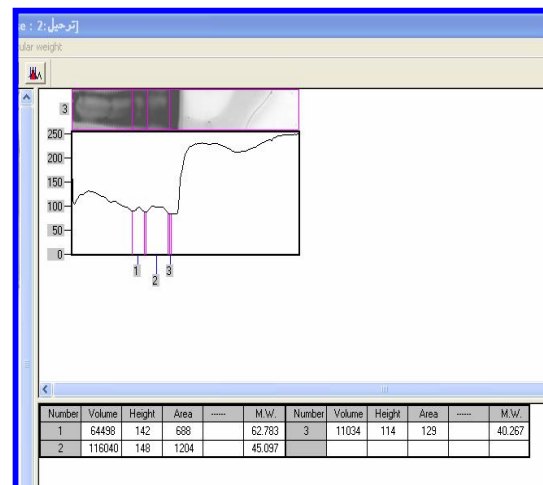 e : 2:إترحيل
ular weight
3
250
200
150
100
50
0
1
2
3
Number Volume Height Area ------ M.W. Number Volume Height Area ------ M.W.
1 64498 142 688 62.783 3 11034 114 129 40.267
2 116040 148 1204 45.097